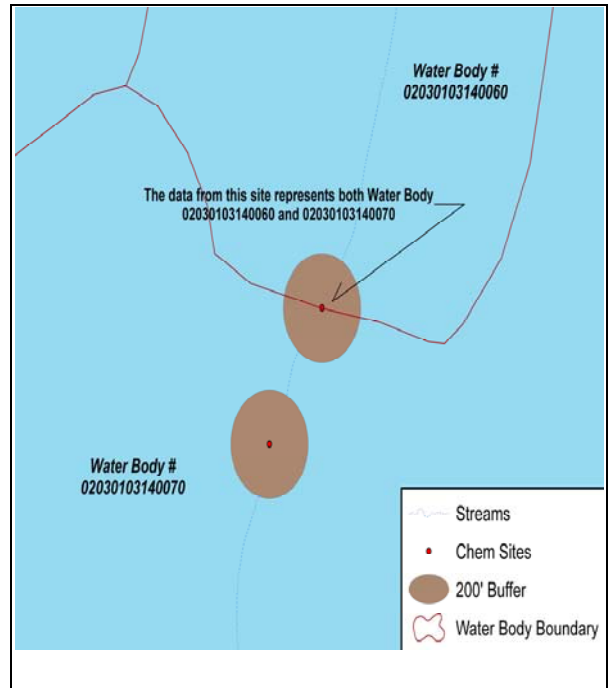 Water Body #
02030103140060
The data from this site represents both Water Body
02030103140060 and 02030103140070
Water Body #
02030103140070
Streams
Chem Sites
200' Buffer
Water Body Boundary